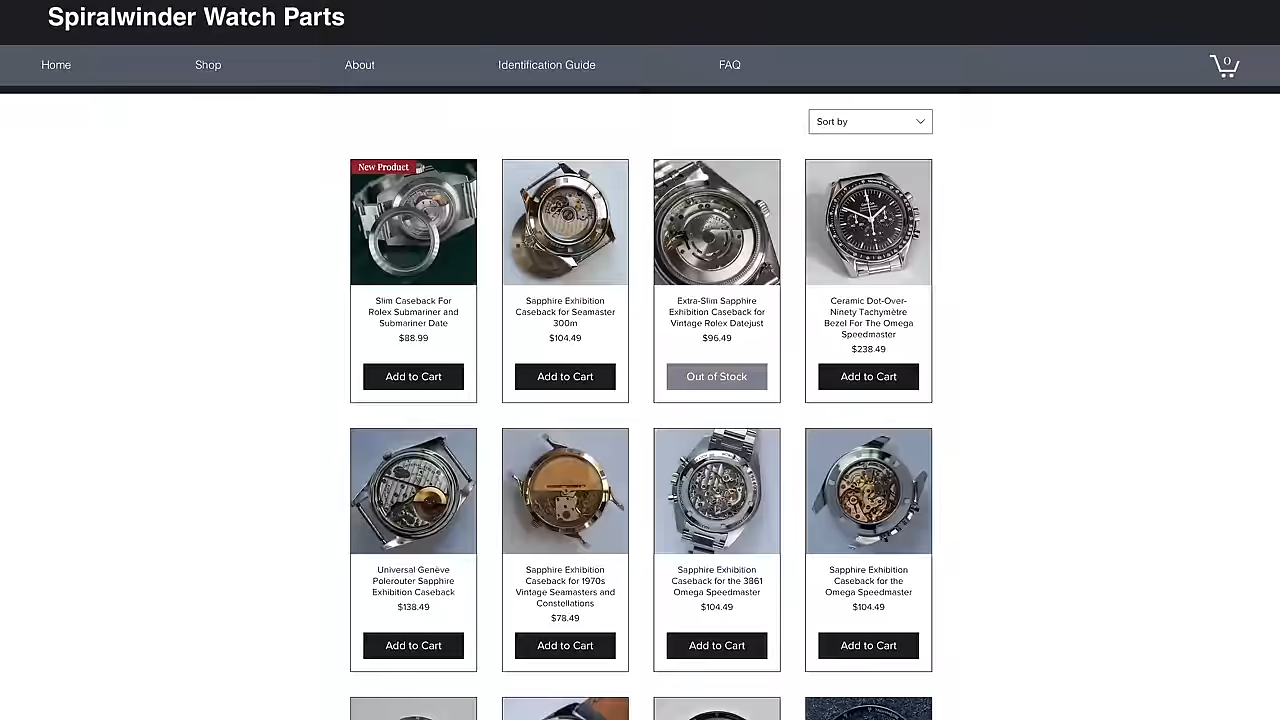 Spiralwinder Watch Parts
Home
Shop
About
Identification Guide
FAQ
0
Sort by
New Product
Slim Caseback For
Rolex Submariner and
Submariner Date
$88.99
Add to Cart
Sapphire Exhibition
Caseback for Seamaster
300m
$104.49
Add to Cart
Extra-Slim Sapphire
Exhibition Caseback for
Vintage Rolex Datejust
$96.49
Out of Stock
Ceramic Dot-Over-
Ninety Tachymètre
Bezel For The Omega
Speedmaster
$238.49
Add to Cart
Universal Genève
Polerouter Sapphire
Exhibition Caseback
$138.49
Add to Cart
Sapphire Exhibition
Caseback for 1970s
Vintage Seamasters and
Constellations
$78.49
Add to Cart
Sapphire Exhibition
Caseback for the 3861
Omega Speedmaster
$104.49
Add to Cart
Sapphire Exhibition
Caseback for the
Omega Speedmaster
$104.49
Add to Cart